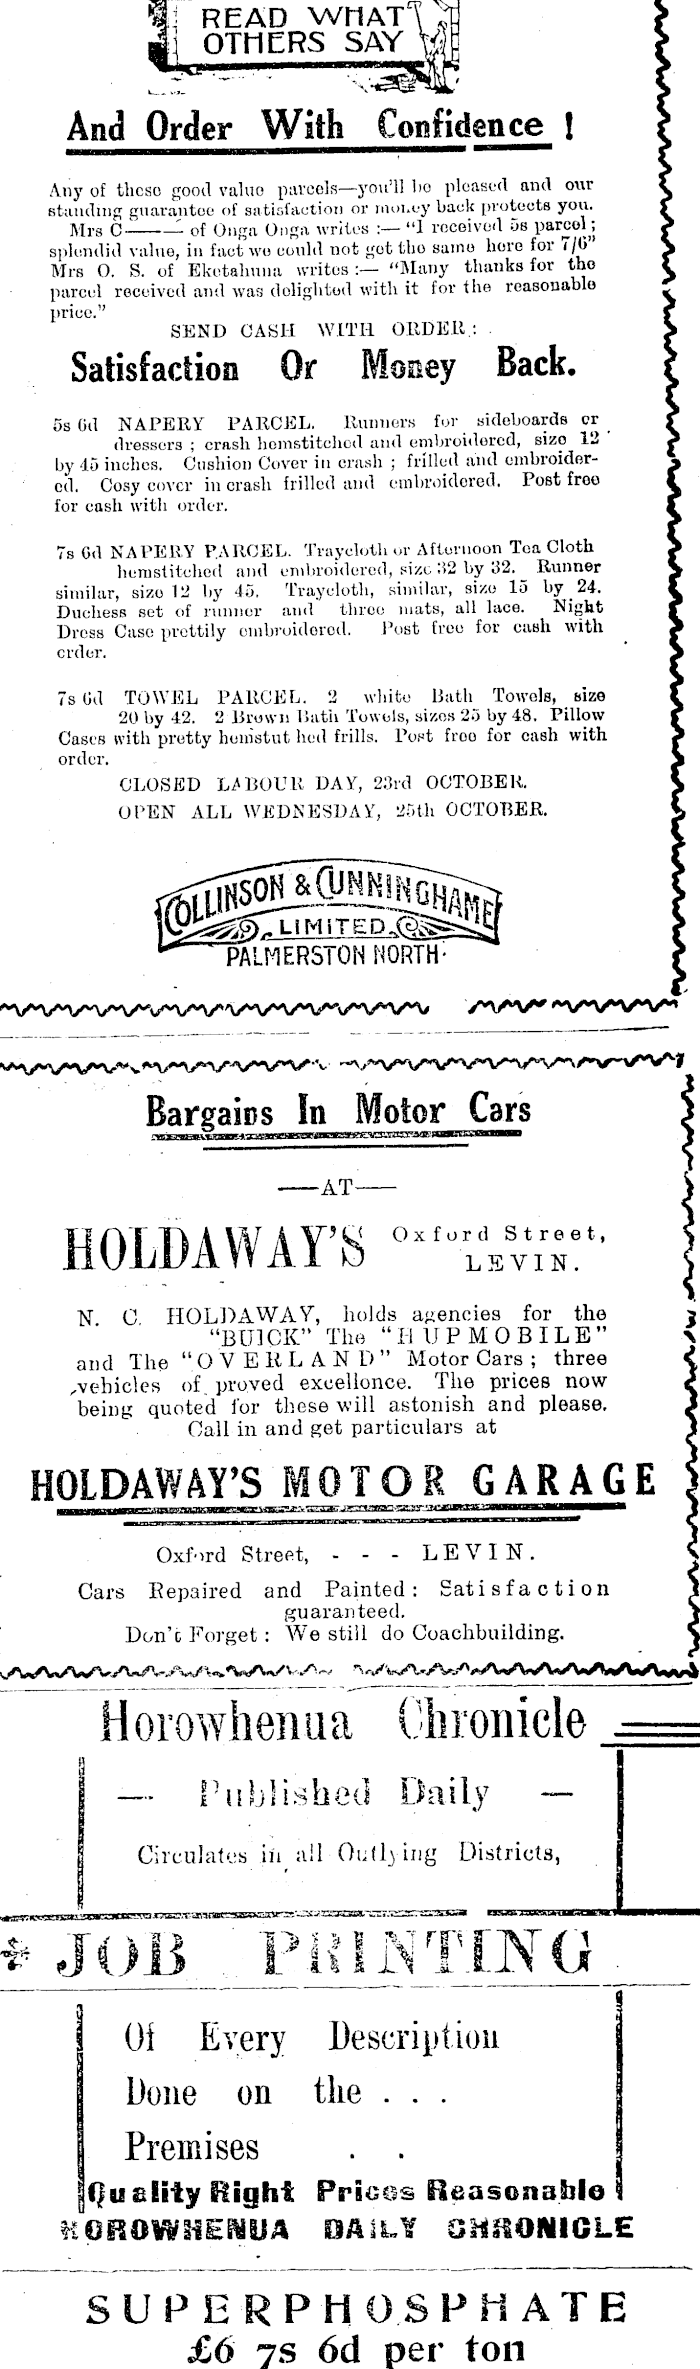 READ WHAT
OTHERS SAY
And Order With Confidence !
Any of these good value parcels—you'll be pleased and our
standing guarantee of satisfaction or money back protects you.
Mrs C—— — of Onga Onga writes :— "I received 5s parcel ;
splendid value, in fact we could not get the same here for 7/6"
Mrs O. S. of Eketahuna writes :— "Many thanks for the
parcel received and was delighted with it for the reasonable
price."
SEND CASH WITH ORDER :
Satisfaction Or Money Back.
5s 6d NAPERY PARCEL. Runners for sideboards or
dressers ; crash hemstitched and embroidered, size 12
by 45 inches. Cushion Cover in crash ; frilled and embroider-
ed. Cosy cover in crash frilled and embroidered. Post free
for cash with order.
7s 6d NAPERY PARCEL. Traycloth or Afternoon Tea Cloth
hemstitched and embroidered, size 32 by 32. Runner
similar, size 12 by 45. Traycloth, similar, size 15 by 24.
Duchess set of runner and three mats, all lace. Night
Dress Case prettily embroidered. Post free for cash with
order.
7s 6d TOWEL PARCEL. 2 white Bath Towels, size
20 by 42. 2 Brown Bath Towels, sizes 25 by 48. Pillow
Cases with pretty hemstut hed frills. Post free for cash with
order.
CLOSED LABOUR DAY, 23rd OCTOBER.
OPEN ALL WEDNESDAY, 25th OCTOBER.
COLLINSON & CUNNINGHAME
LIMITED.
PALMERSTON NORTH.
Bargains In Motor Cars
—AT—
HOLDAWAY'S Oxford Street,
LEVIN.
N. C. HOLDAWAY, holds agencies for the
"BUICK" The "HUPMOBILE"
and The "OVERLAND" Motor Cars ; three
vehicles of proved excellence. The prices now
being quoted for these will astonish and please.
Call in and get particulars at
HOLDAWAY'S MOTOR GARAGE
Oxford Street, - - - LEVIN.
Cars Repaired and Painted : Satisfaction
guaranteed.
Don't Forget : We still do Coachbuilding.
Horowhenua Chronicle
— Published Daily —
Circulates in all Outlying Districts,
JOB PRINTING
Of Every Description
Done on the . . .
Premises . .
Quality Right Prices Reasonable
HOROWHENUA DAILY CHRONICLE
SUPERPHOSPHATE
£6 7s 6d per ton